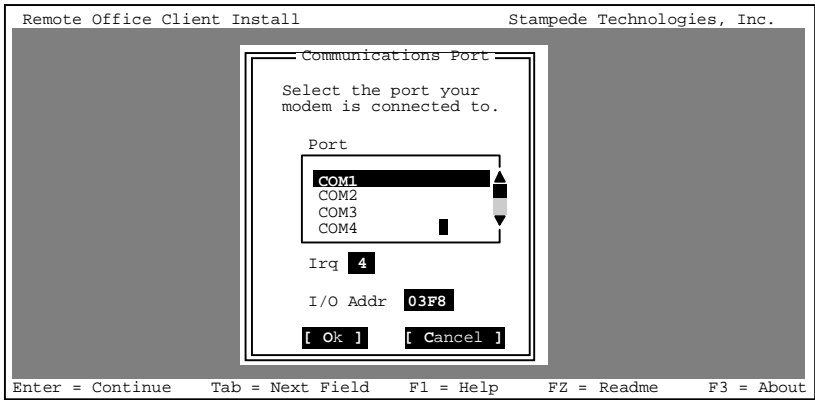 Remote Office Client Install Stampede Technologies, Inc.
Communications Port
Select the port your
modem is connected to.
Port
COM1
COM2
COM3
COM4
Irq 4
I/O Addr 03F8
[ Ok ] [ Cancel ]
Enter = Continue Tab = Next Field F1 = Help FZ = Readme F3 = About